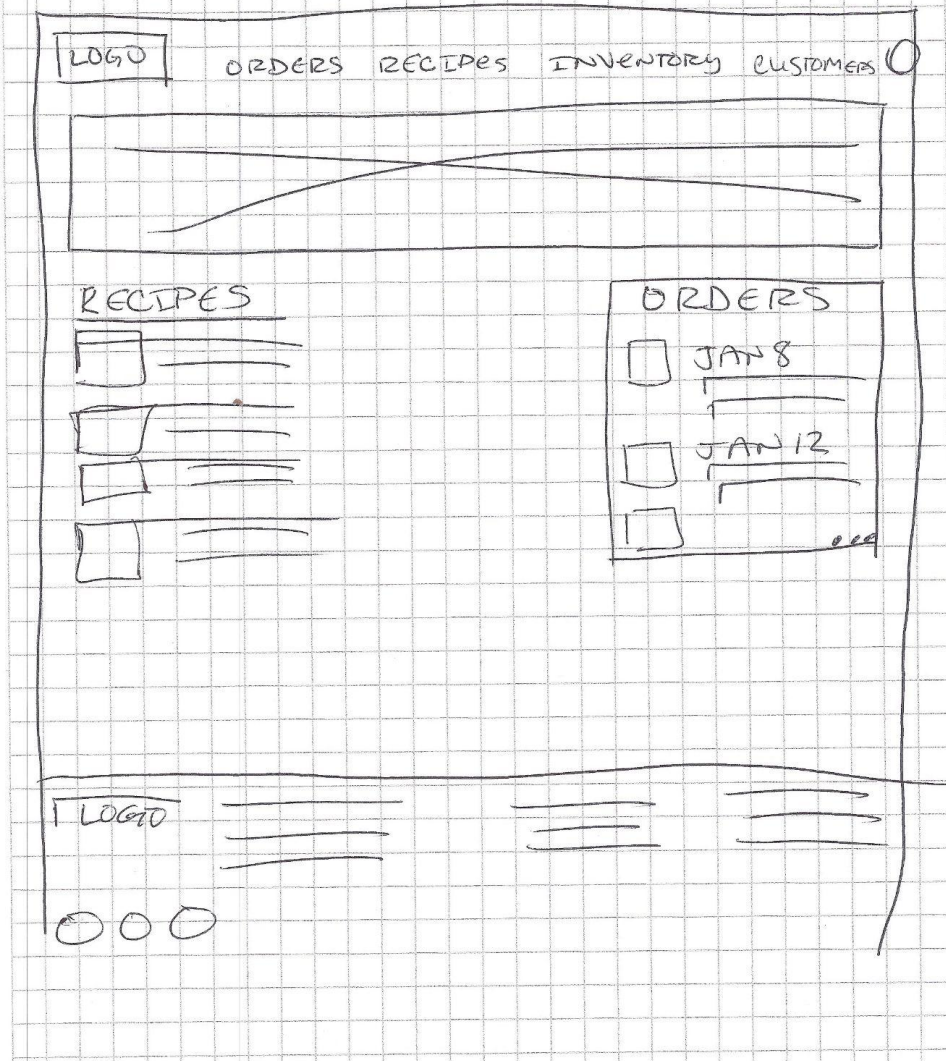 LOGO
ORDERS RECIPES INVENTORY CUSTOMERS
RECIPES
ORDERS
JAN 8
JAN 12
LOGO